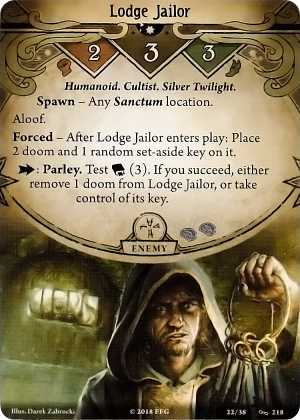 Lodge Jailor
2 3 3
Humanoid. Cultist. Silver Twilight.
Spawn – Any Sanctum location.
Aloof.
Forced – After Lodge Jailor enters play: Place
2 doom and 1 random set-aside key on it.
: Parley. Test (3). If you succeed, either
remove 1 doom from Lodge Jailor, or take
control of its key.
ENEMY
Illus. Darek Zabrocki
© 2018 FFG
22/38
218